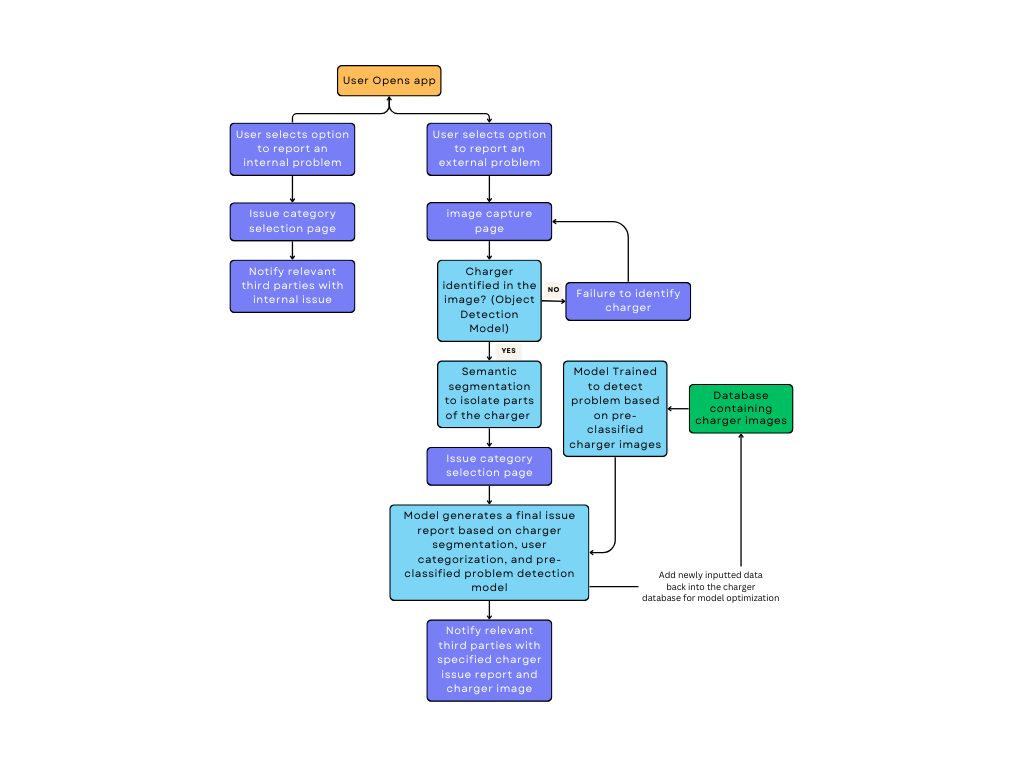 User Opens app
User selects option
to report an
internal problem
User selects option
to report an
external problem
Issue category
selection page
image capture
page
Notify relevant
third parties with
internal issue
Charger
identified in the
image? (Object
Detection
Model)
NO
Failure to identify
charger
YES
Semantic
segmentation
to isolate parts
of the charger
Model Trained
to detect
problem based
on pre-
classified
charger images
Database
containing
charger images
Issue category
selection page
Model generates a final issue
report based on charger
segmentation, user
categorization, and pre-
classified problem detection
model
Add newly inputted data
back into the charger
database for model optimization
Notify relevant
third parties with
specified charger
issue report and
charger image